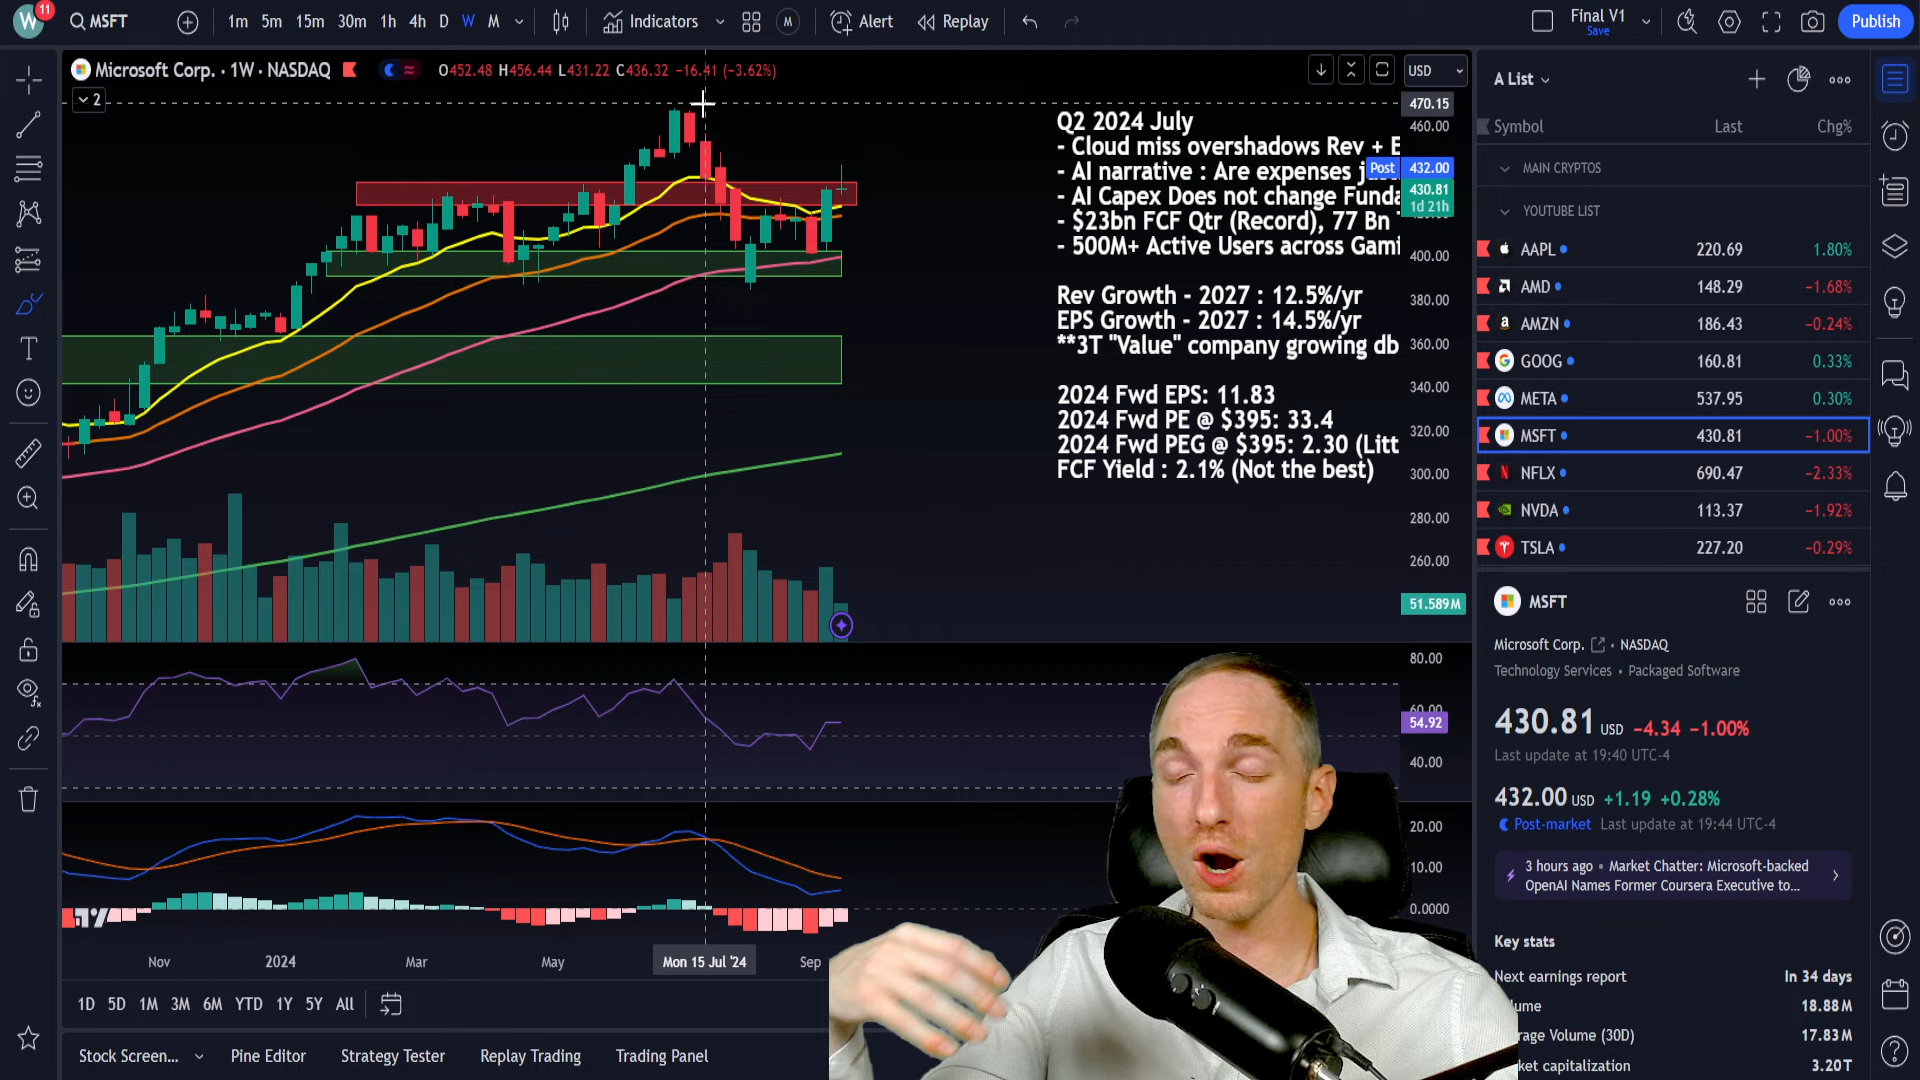 W
11
MSFT
1m 5m 15m 30m 1h 4h D W M
Indicators
M
Alert
Replay
Final V1
Save
Publish
Microsoft Corp. · 1W · NASDAQ
O452.48 H456.44 L431.22 C436.32 −16.41 (−3.62%)
2
USD
470.15
460.00
Post 432.00
430.81
1d 21h
400.00
380.00
360.00
340.00
320.00
300.00
280.00
260.00
51.589M
Q2 2024 July
- Cloud miss overshadows Rev + E
- AI narrative : Are expenses j
- AI Capex Does not change Funda
- $23bn FCF Qtr (Record), 77 Bn
- 500M+ Active Users across Gami
Rev Growth - 2027 : 12.5%/yr
EPS Growth - 2027 : 14.5%/yr
**3T "Value" company growing db
2024 Fwd EPS: 11.83
2024 Fwd PE @ $395: 33.4
2024 Fwd PEG @ $395: 2.30 (Litt
FCF Yield : 2.1% (Not the best)
80.00
60.00
54.92
40.00
20.00
10.00
0.0000
Nov 2024 Mar May Mon 15 Jul '24 Sep
1D 5D 1M 3M 6M YTD 1Y 5Y All
Stock Screen... Pine Editor Strategy Tester Replay Trading Trading Panel
A List
Symbol Last Chg%
MAIN CRYPTOS
YOUTUBE LIST
AAPL 220.69 1.80%
AMD 148.29 −1.68%
AMZN 186.43 −0.24%
GOOG 160.81 0.33%
META 537.95 0.30%
MSFT 430.81 −1.00%
NFLX 690.47 −2.33%
NVDA 113.37 −1.92%
TSLA 227.20 −0.29%
MSFT
Microsoft Corp. • NASDAQ
Technology Services • Packaged Software
430.81 USD −4.34 −1.00%
Last update at 19:40 UTC-4
432.00 USD +1.19 +0.28%
Post-market Last update at 19:44 UTC-4
3 hours ago • Market Chatter: Microsoft-backed
OpenAI Names Former Coursera Executive to...
Key stats
Next earnings report In 34 days
ume 18.88M
rage Volume (30D) 17.83M
ket capitalization 3.20T